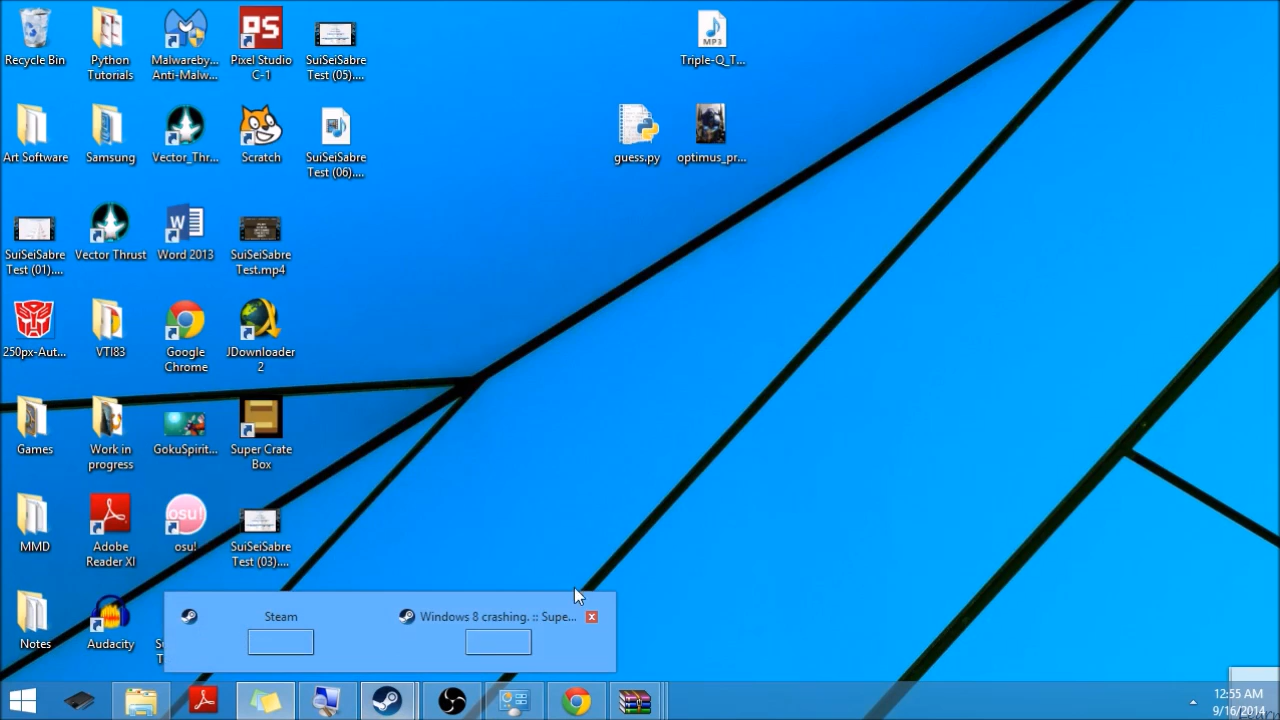 Recycle Bin
Python
Tutorials
Malwareby...
Anti-Malw...
PS
Pixel Studio
C-1
SuiSeiSabre
Test (05)....
MP3
Triple-Q_T...
Art Software
Samsung
Vector_Thr...
Scratch
SuiSeiSabre
Test (06)....
guess.py
optimus_pr...
SuiSeiSabre
Test (01)....
Vector Thrust
Word 2013
SuiSeiSabre
Test.mp4
250px-Aut...
VTI83
Google
Chrome
JDownloader
2
Games
Work in
progress
GokuSpirit...
Super Crate
Box
MMD
Adobe
Reader XI
osu!
osu!
SuiSeiSabre
Test (03)....
Notes
Audacity
Steam
Windows 8 crashing. :: Supe...
12:55 AM
9/16/2014